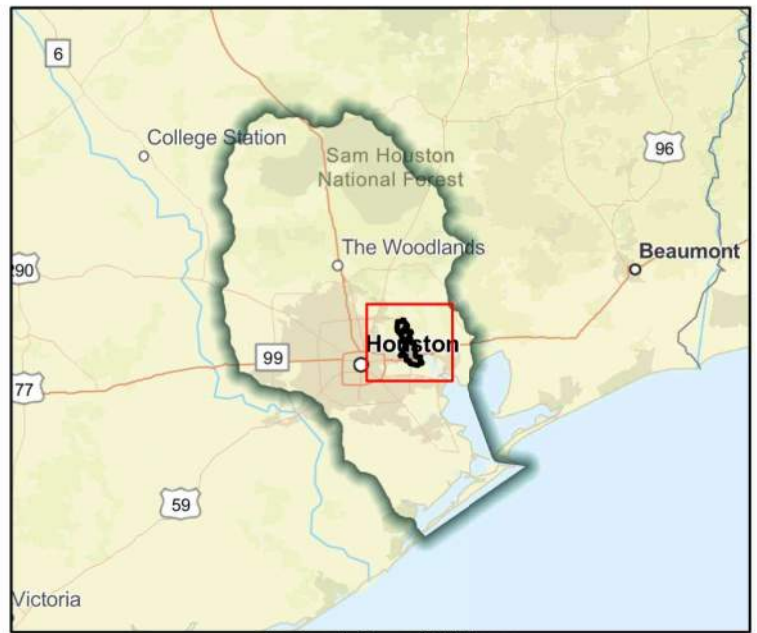 6
College Station
Sam Houston
National Forest
96
The Woodlands
Beaumont
290
Houston
99
77
59
Victoria